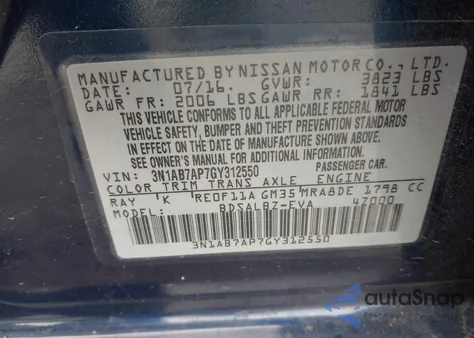 MANUFACTURED BY NISSAN MOTOR CO., LTD.
DATE: 07/16. GVWR: 3823 LBS
GAWR FR: 2006 LBS GAWR RR: 1841 LBS
THIS VEHICLE CONFORMS TO ALL APPLICABLE FEDERAL MOTOR
VEHICLE SAFETY, BUMPER AND THEFT PREVENTION STANDARDS
IN EFFECT ON THE DATE OF MANUFACTURE SHOWN ABOVE.
SEE OWNER'S MANUAL FOR ADDITIONAL INFORMATION.
VIN: 3N1AB7AP7GY312550 PASSENGER CAR.
COLOR TRIM TRANS AXLE ENGINE
RAY K RE0F11A GM35 MRA8DE 1798 CC
MODEL: BDSALBZ-EVA 47000
3N1AB7AP7GY312550
autoSnap